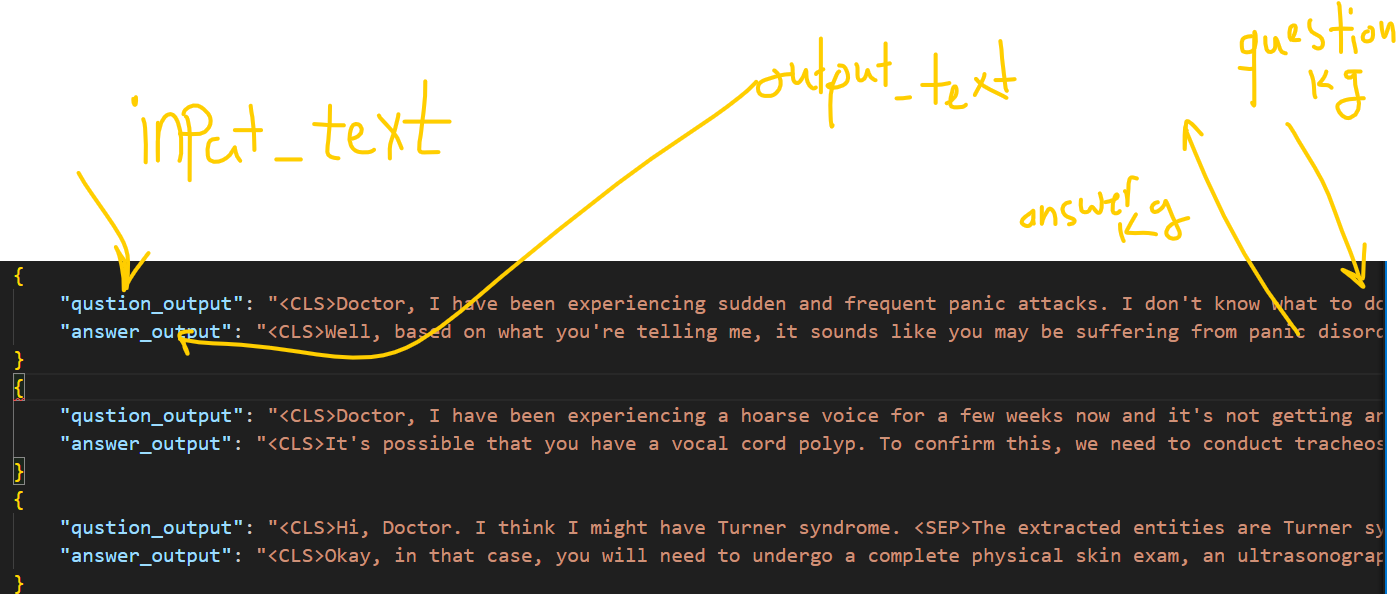 input_text
output_text
question
kg
answer
kg
{
"qustion_output": "<CLS>Doctor, I have been experiencing sudden and frequent panic attacks. I don't know what to do
"answer_output": "<CLS>Well, based on what you're telling me, it sounds like you may be suffering from panic disord
}
{
"qustion_output": "<CLS>Doctor, I have been experiencing a hoarse voice for a few weeks now and it's not getting an
"answer_output": "<CLS>It's possible that you have a vocal cord polyp. To confirm this, we need to conduct tracheos
}
{
"qustion_output": "<CLS>Hi, Doctor. I think I might have Turner syndrome. <SEP>The extracted entities are Turner sy
"answer_output": "<CLS>Okay, in that case, you will need to undergo a complete physical skin exam, an ultrasonograp
}